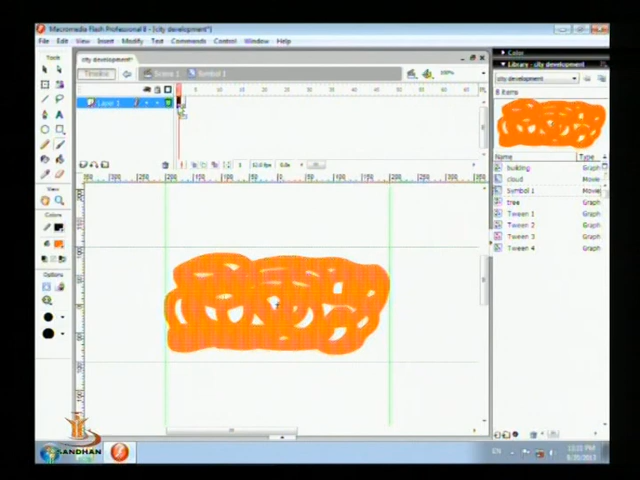 Macromedia Flash Professional 8 - [city development*]
File Edit View Insert Modify Text Commands Control Window Help
Tools
city development*
Color
Library - city development
Timeline Scene 1 Symbol 1 100%
city development
8 items
Layer 1
Name Type
building Graph
cloud Movie
Symbol 1 Movie
tree Graph
Tween 1 Graph
Tween 2 Graph
Tween 3 Graph
Tween 4 Graph
View
Colors
Options
SANDHAN
EN